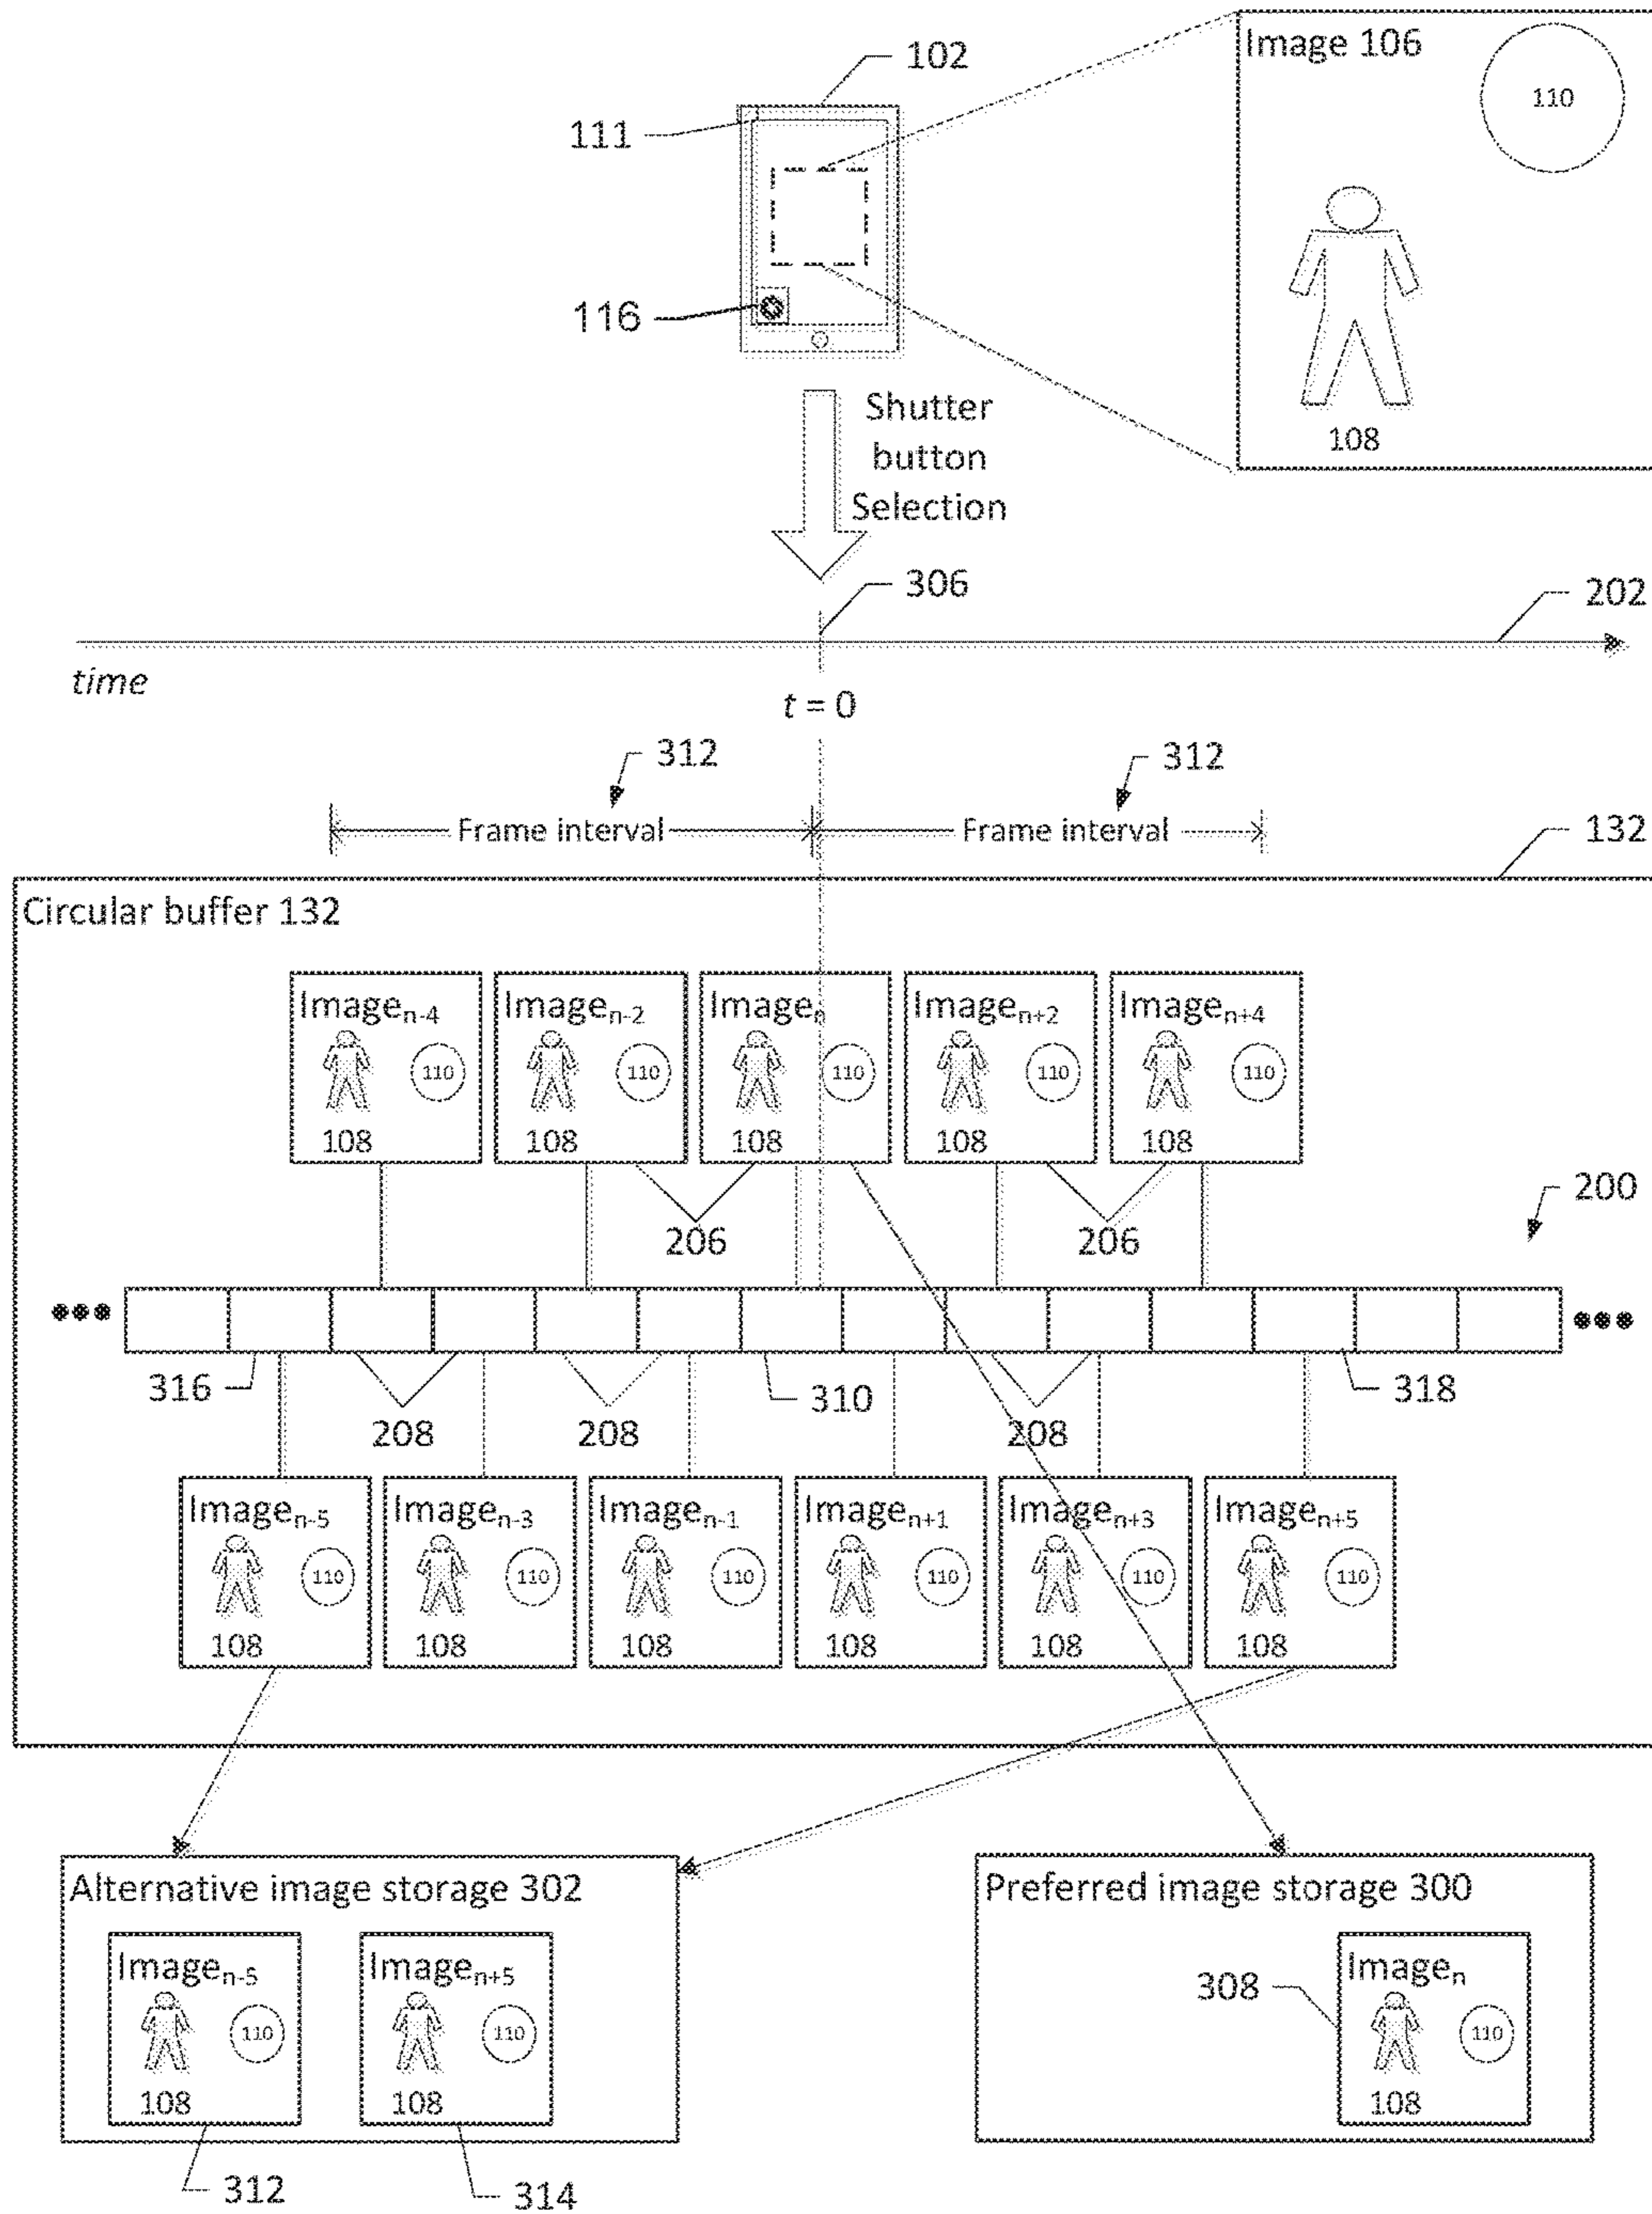 Image 106
102
110
111
116
108
Shutter
button
Selection
306
202
time
t = 0
312
312
Frame interval
Frame interval
132
Circular buffer 132
Imagen-4
Imagen-2
Imagen
Imagen+2
Imagen+4
110
110
110
110
110
108
108
108
108
108
200
206
206
316
310
318
208
208
208
Imagen-5
Imagen-3
Imagen-1
Imagen+1
Imagen+3
Imagen+5
110
110
110
110
110
110
108
108
108
108
108
108
Alternative image storage 302
Preferred image storage 300
Imagen-5
Imagen+5
308
Imagen
110
110
110
108
108
108
312
314